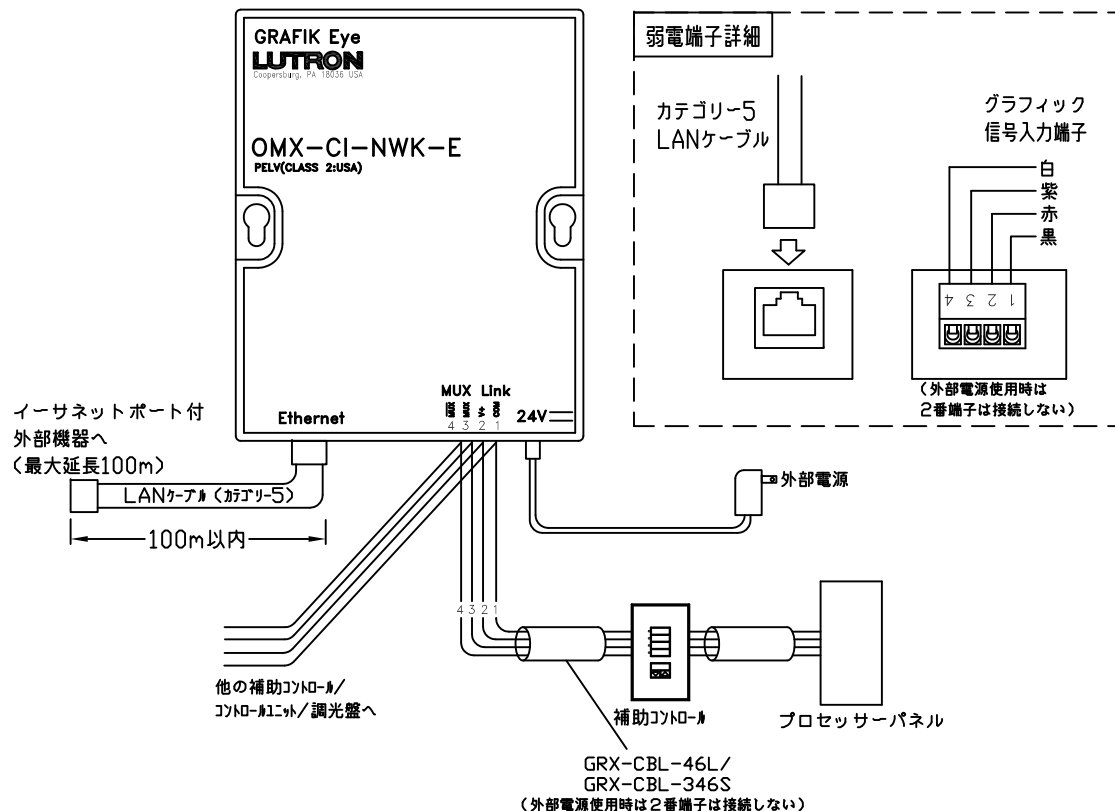 GRAFIK Eye
LUTRON
Coopersburg, PA 18036 USA
OMX-CI-NWK-E
PELV(CLASS 2:USA)
Ethernet
MUX Link
MUX MUX V+ COM
4 3 2 1
24V
弱電端子詳細
カテゴリー5
LANケーブル
グラフィック
信号入力端子
白
紫
赤
黒
4 3 2 1
(外部電源使用時は
2番端子は接続しない)
イーサネットポート付
外部機器へ
(最大延長100m)
LANケーブル (カテゴリー5)
100m以内
外部電源
4 3 2 1
他の補助コントロール/
コントロールユニット/調光盤へ
補助コントロール
プロセッサーパネル
GRX-CBL-46L/
GRX-CBL-346S
(外部電源使用時は2番端子は接続しない)